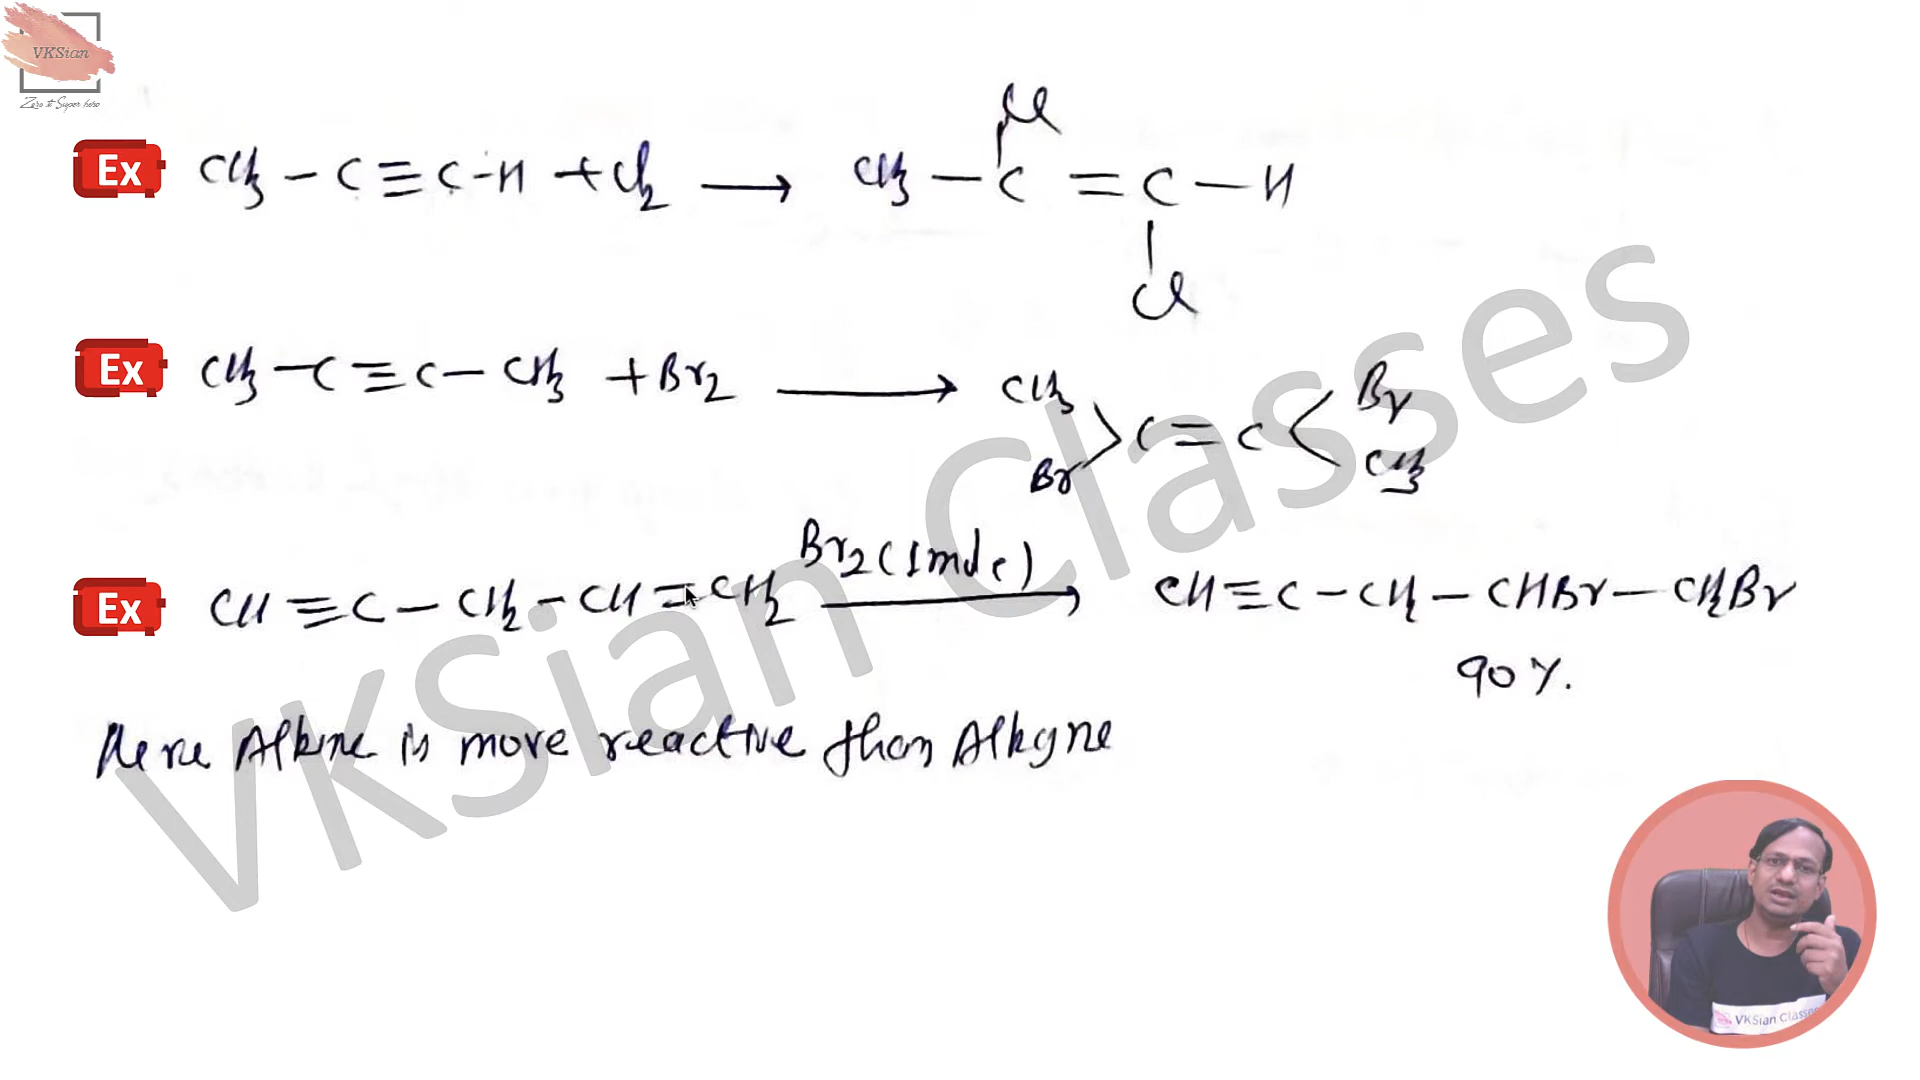 VKSian
Zero to Super hero
Cl
Ex CH3 - C ≡ C - H + Cl2 ⟶ CH3 — C = C — H
Cl
Ex CH3 — C ≡ C — CH3 + Br2 ⟶ CH3 Br
C = C
Br CH3
Br2 (1 mole)
Ex CH ≡ C — CH2 - CH = CH2 ⟶ CH ≡ C — CH2 — CHBr — CH2Br
90 %.
Here Alkene is more reactive than Alkyne
VKSian Classes
VKSian Classes